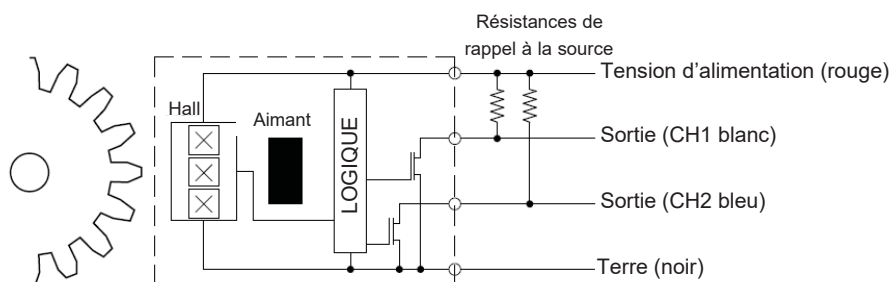 Résistances de
rappel à la source
Tension d’alimentation (rouge)
Hall
Aimant
LOGIQUE
Sortie (CH1 blanc)
Sortie (CH2 bleu)
Terre (noir)